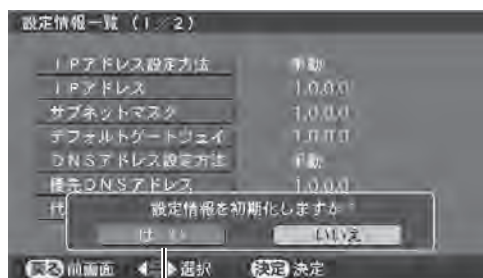 設定情報一覧 (1/2)
IPアドレス設定方法 手動
IPアドレス 1.0.0.0
サブネットマスク 1.0.0.0
デフォルトゲートウェイ 1.0.0.0
DNSアドレス設定方法 手動
優先DNSアドレス 1.0.0.0
代
設定情報を初期化しますか?
はい いいえ
戻る 前画面 選択 決定 決定